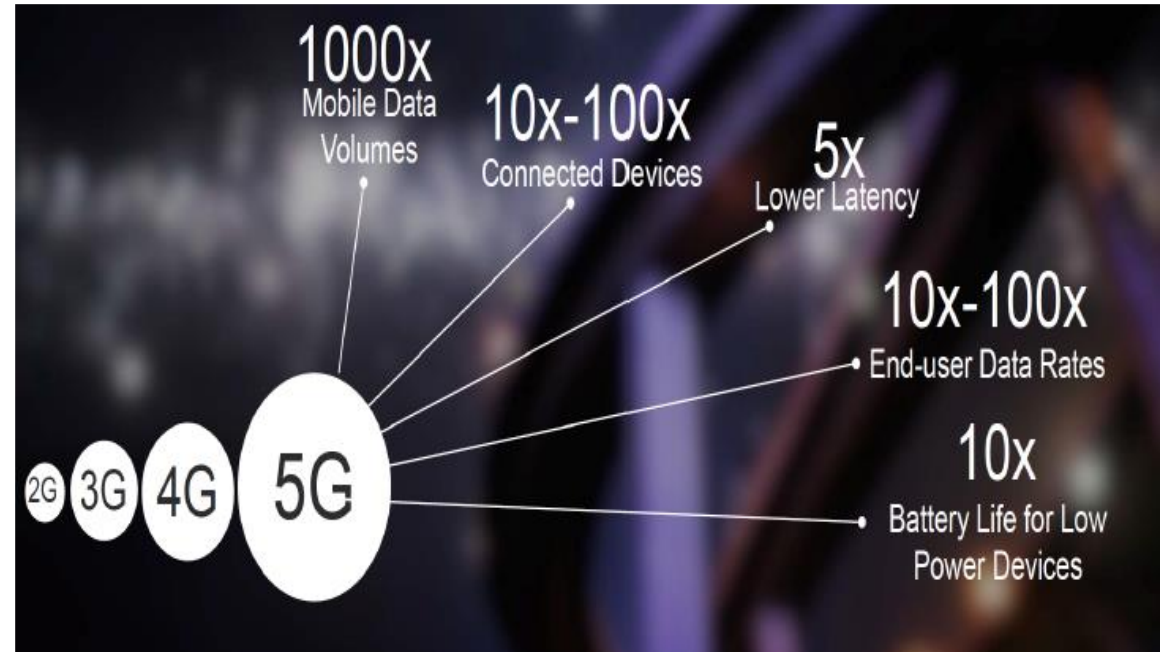 1000x
Mobile Data
Volumes
10x-100x
Connected Devices
5x
Lower Latency
10x-100x
End-user Data Rates
10x
Battery Life for Low
Power Devices
2G
3G
4G
5G